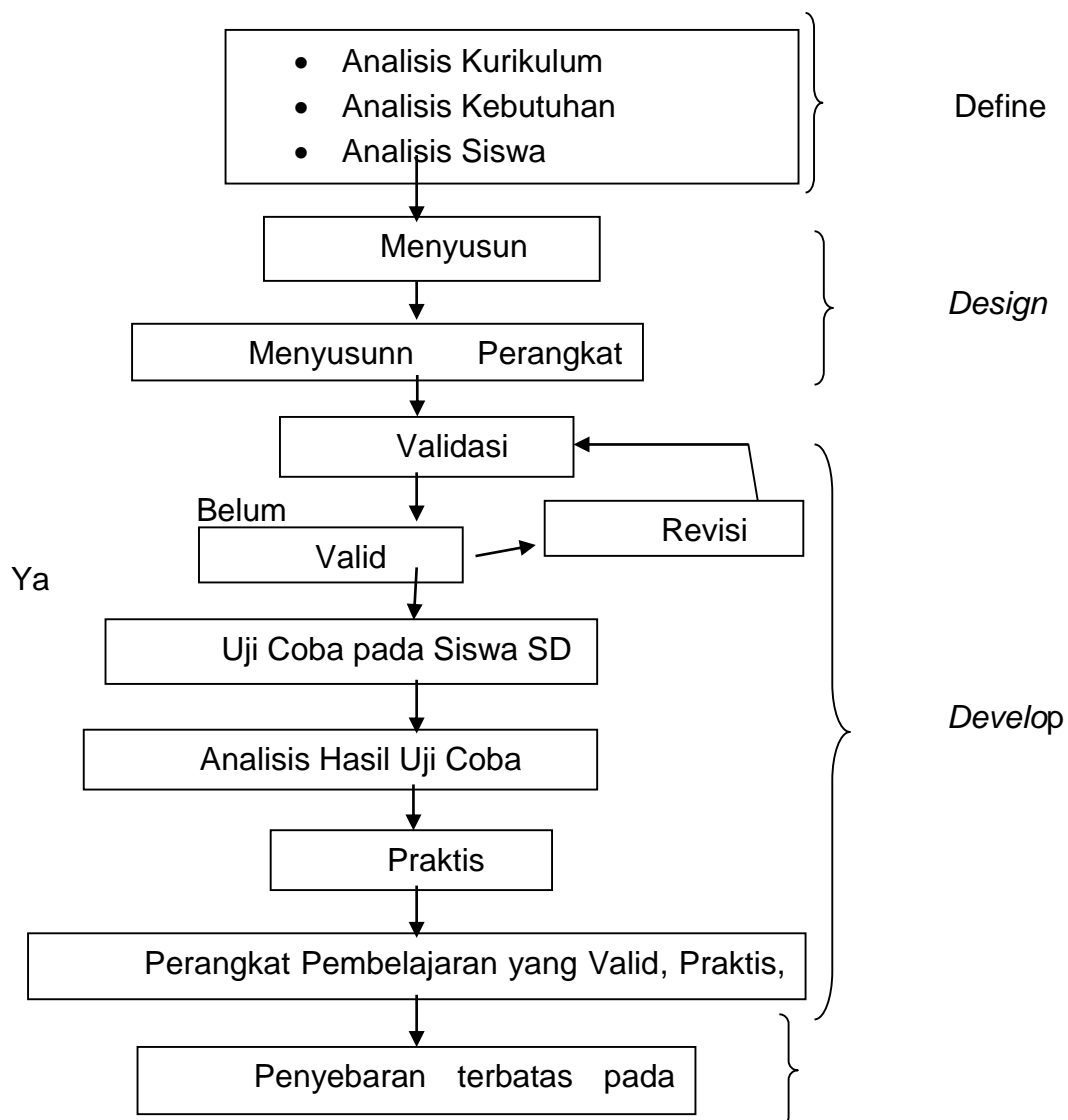 Analisis Kurikulum
Analisis Kebutuhan
Analisis Siswa
Define
Menyusun
Design
Menyusunn Perangkat
Validasi
Belum
Revisi
Valid
Ya
Uji Coba pada Siswa SD
Develop
Analisis Hasil Uji Coba
Praktis
Perangkat Pembelajaran yang Valid, Praktis,
Penyebaran terbatas pada